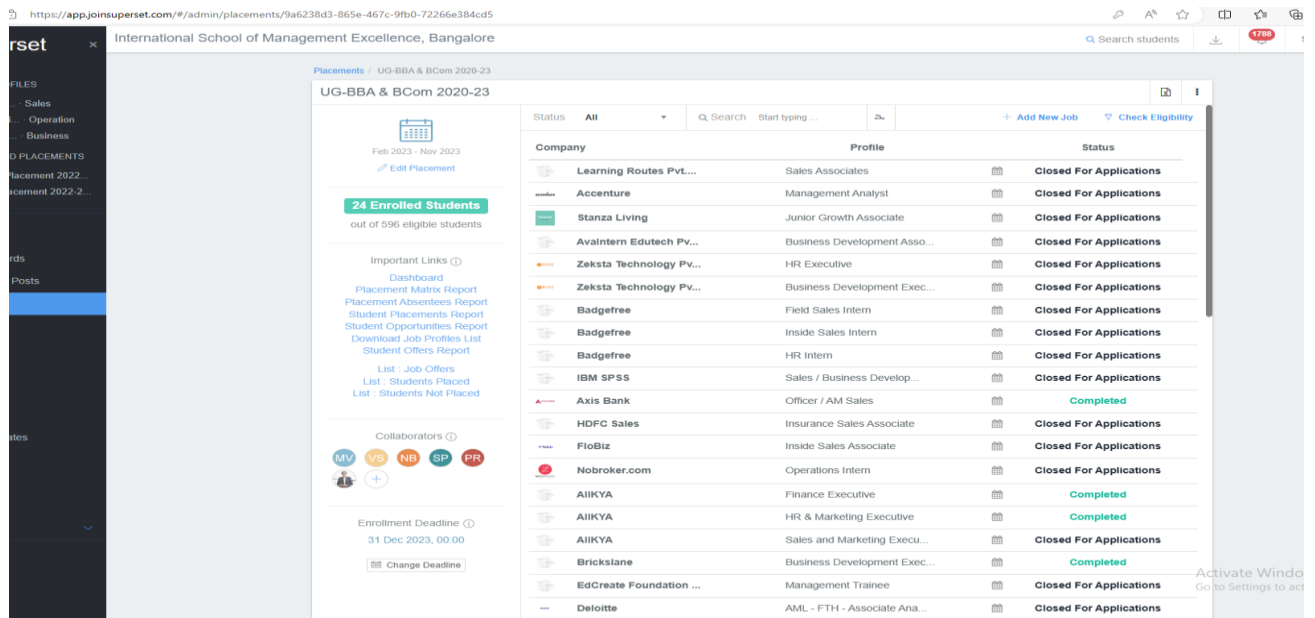 https://app.joinsuperset.com/#/admin/placements/9a6238d3-865e-467c-9fb0-72266e384cd5
rset ×
International School of Management Excellence, Bangalore
Search students
1788
FILES
... · Sales
... · Operation
... · Business
D PLACEMENTS
Placement 2022...
acement 2022-2...
rds
Posts
ates
Placements / UG-BBA & BCom 2020-23
UG-BBA & BCom 2020-23
Feb 2023 - Nov 2023
Edit Placement
24 Enrolled Students
out of 596 eligible students
Important Links
Dashboard
Placement Matrix Report
Placement Absentees Report
Student Placements Report
Student Opportunities Report
Download Job Profiles List
Student Offers Report
List : Job Offers
List : Students Placed
List : Students Not Placed
Collaborators
MV VS NB SP PR
+
Enrollment Deadline
31 Dec 2023, 00:00
Change Deadline
Status All Search Start typing ... + Add New Job Check Eligibility
Company Profile Status
Learning Routes Pvt.... Sales Associates Closed For Applications
Accenture Management Analyst Closed For Applications
Stanza Living Junior Growth Associate Closed For Applications
Avalntern Edutech Pv... Business Development Asso... Closed For Applications
Zeksta Technology Pv... HR Executive Closed For Applications
Zeksta Technology Pv... Business Development Exec... Closed For Applications
Badgefree Field Sales Intern Closed For Applications
Badgefree Inside Sales Intern Closed For Applications
Badgefree HR Intern Closed For Applications
IBM SPSS Sales / Business Develop... Closed For Applications
Axis Bank Officer / AM Sales Completed
HDFC Sales Insurance Sales Associate Closed For Applications
FloBiz Inside Sales Associate Closed For Applications
Nobroker.com Operations Intern Closed For Applications
AIIKYA Finance Executive Completed
AIIKYA HR & Marketing Executive Completed
AIIKYA Sales and Marketing Execu... Closed For Applications
Brickslane Business Development Exec... Completed
EdCreate Foundation ... Management Trainee Closed For Applications
Deloitte AML - FTH - Associate Ana... Closed For Applications
Activate Windo
Go to Settings to act